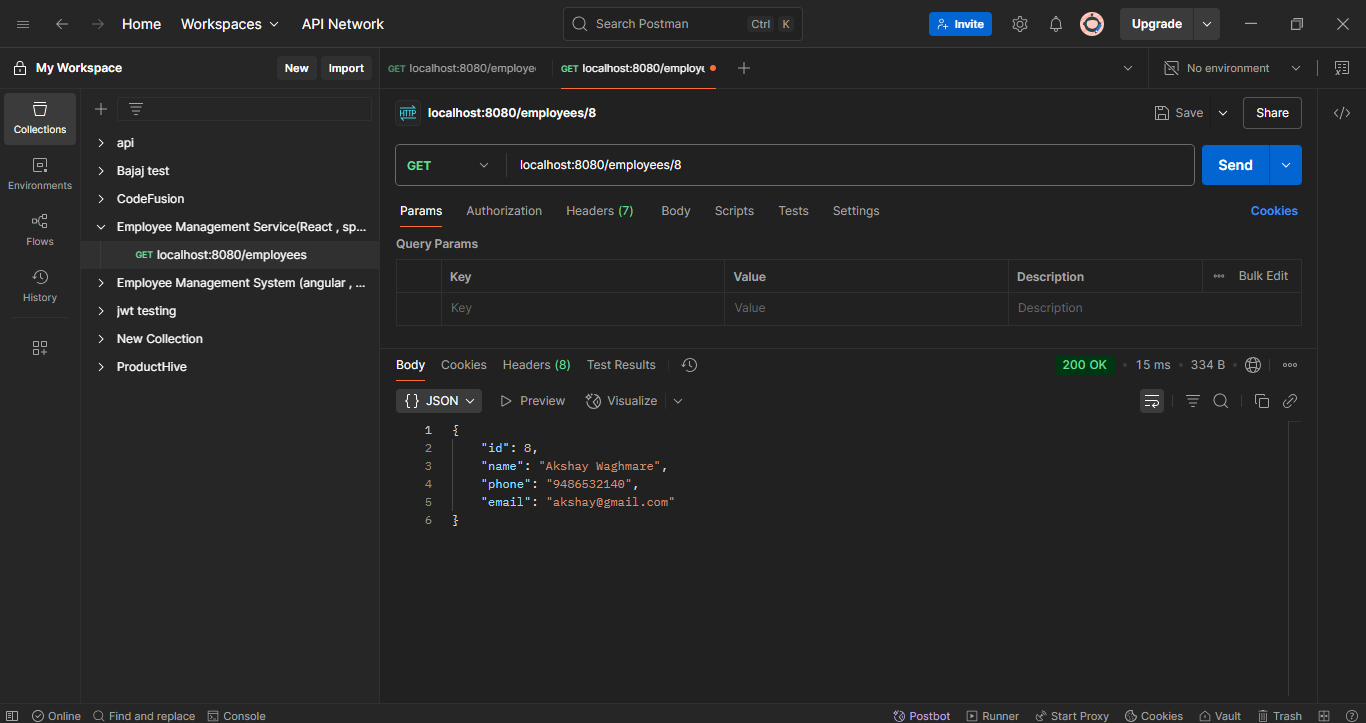 Home Workspaces API Network Search Postman Ctrl K Invite Upgrade
My Workspace New Import GET localhost:8080/employe GET localhost:8080/employe No environment
Collections
Environments
Flows
History
api
Bajaj test
CodeFusion
Employee Management Service(React , sp...
GET localhost:8080/employees
Employee Management System (angular , ...
jwt testing
New Collection
ProductHive
HTTP localhost:8080/employees/8 Save Share
GET localhost:8080/employees/8 Send
Params Authorization Headers (7) Body Scripts Tests Settings Cookies
Query Params
Key Value Description Bulk Edit
Key Value Description
Body Cookies Headers (8) Test Results 200 OK • 15 ms • 334 B •
{} JSON Preview Visualize
1 {
2 "id": 8,
3 "name": "Akshay Waghmare",
4 "phone": "9486532140",
5 "email": "akshay@gmail.com"
6 }
Online Find and replace Console Postbot Runner Start Proxy Cookies Vault Trash